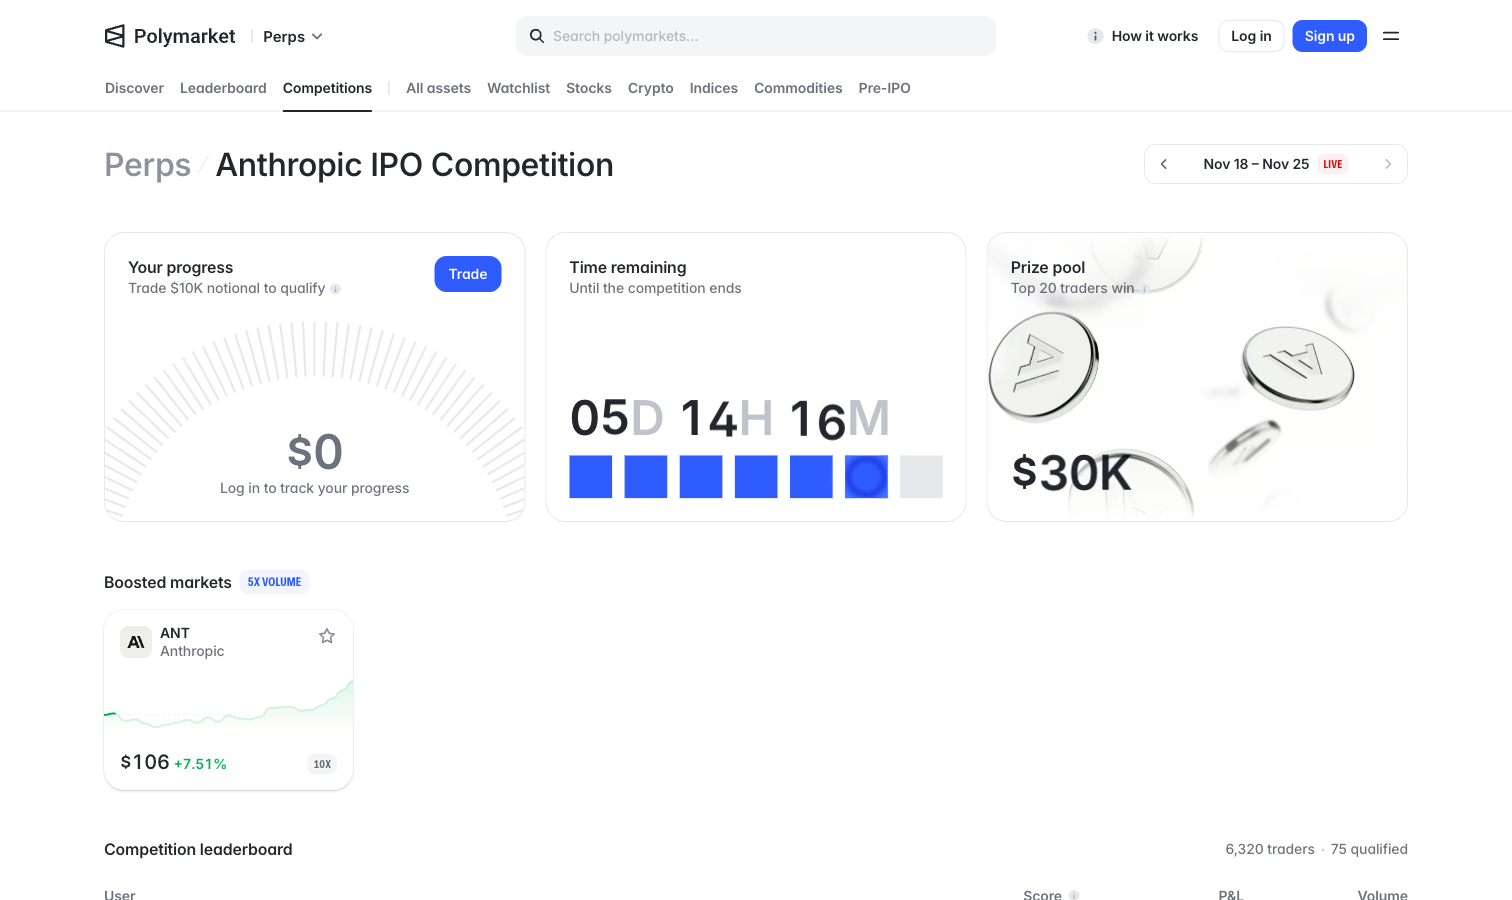 Polymarket
Perps
Search polymarkets...
How it works
Log in
Sign up
Discover
Leaderboard
Competitions
All assets
Watchlist
Stocks
Crypto
Indices
Commodities
Pre-IPO
Perps / Anthropic IPO Competition
Nov 18 – Nov 25 LIVE
Your progress
Trade $10K notional to qualify
Trade
$0
Log in to track your progress
Time remaining
Until the competition ends
05D 14H 16M
Prize pool
Top 20 traders win
$30K
Boosted markets 5X VOLUME
ANT
Anthropic
$106 +7.51%
10X
Competition leaderboard
6,320 traders · 75 qualified
User
Score
P&L
Volume